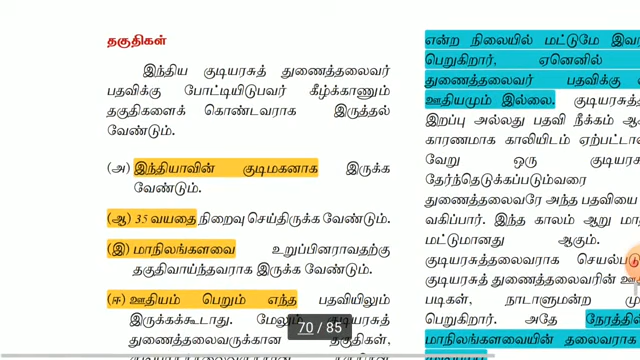 தகுதிகள்
இந்திய குடியரசுத் துணைத்தலைவர்
பதவிக்கு போட்டியிடுபவர் கீழ்க்காணும்
தகுதிகளைக் கொண்டவராக இருத்தல்
வேண்டும்.
(அ) இந்தியாவின் குடிமகனாக இருக்க
வேண்டும்.
(ஆ) 35 வயதை நிறைவு செய்திருக்க வேண்டும்.
(இ) மாநிலங்களவை உறுப்பினராவதற்கு
தகுதிவாய்ந்தவராக இருக்க வேண்டும்.
(ஈ) ஊதியம் பெறும் எந்த பதவியிலும்
இருக்கக்கூடாது. மேலும் குடியரசுத்
துணைத்தலைவருக்கான தகுதிகள்,
70 / 85
என்ற நிலையில் மட்டுமே
பெறுகிறார், ஏனெனில்
துணைத்தலைவர் பதவிக்கு
ஊதியமும் இல்லை. குடியரசுத்
இறப்பு அல்லது பதவி நீக்கம்
காரணமாக காலியிடம்
வேறு ஒரு
தேர்ந்தெடுக்கப்படும்வரை
துணைத்தலைவரே அந்த பதவியை
வகிப்பார். இந்த காலம் ஆறு
மட்டுமானது ஆகும்.
குடியரசுத்தலைவராக
குடியரசுத் துணைத்தலைவரின்
படிகள், நாடாளுமன்ற
பெறுகிறார். அதே நேரத்தில்
மாநிலங்களவையின் தலைவராக